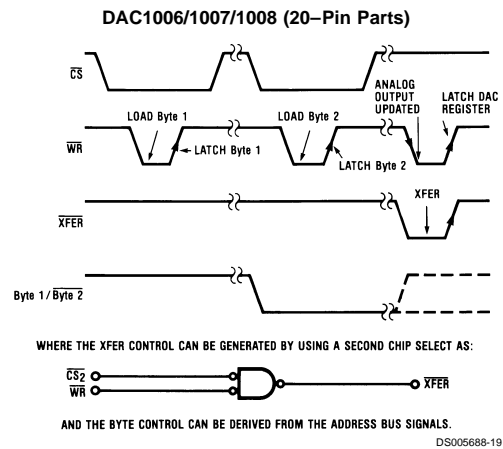 DAC1006/1007/1008 (20–Pin Parts)
CS
ANALOG
OUTPUT
UPDATED
LATCH DAC
REGISTER
LOAD Byte 1
LOAD Byte 2
WR
LATCH Byte 1
LATCH Byte 2
XFER
XFER
Byte 1/Byte 2
WHERE THE XFER CONTROL CAN BE GENERATED BY USING A SECOND CHIP SELECT AS:
CS2
WR
XFER
AND THE BYTE CONTROL CAN BE DERIVED FROM THE ADDRESS BUS SIGNALS.
DS005688-19